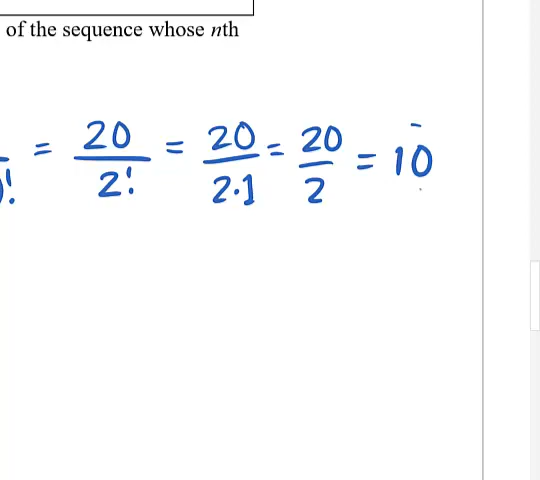 of the sequence whose nth
!
= 20/2! = 20/2·1 = 20/2 = 10